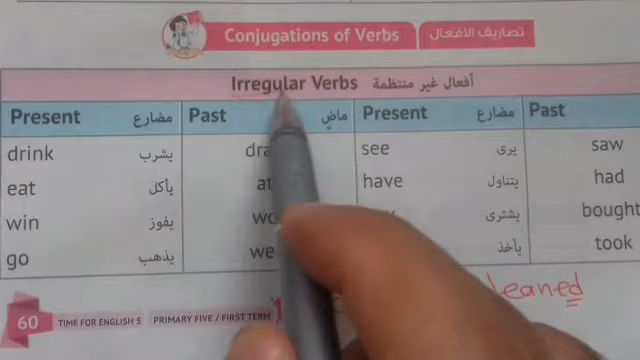 Conjugations of Verbs تصاريف الأفعال
Irregular Verbs أفعال غير منتظمة
Present مضارع Past ماضٍ Present مضارع Past
drink يشرب see يرى saw
eat يأكل have يتناول had
win يفوز يشترى bought
go يذهب يأخذ took
60 TIME FOR ENGLISH 5 PRIMARY FIVE / FIRST TERM